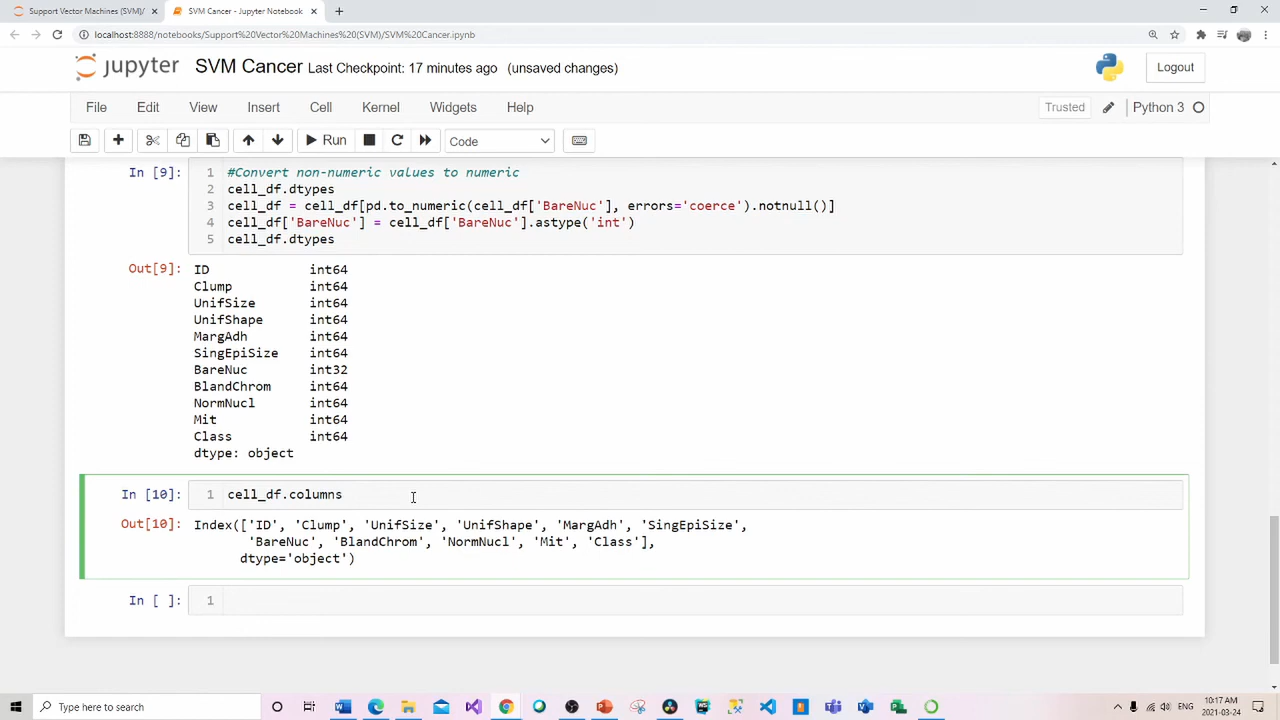 Support Vector Machines (SVM)/
SVM Cancer - Jupyter Notebook
localhost:8888/notebooks/Support%20Vector%20Machines%20(SVM)/SVM%20Cancer.ipynb
jupyter SVM Cancer Last Checkpoint: 17 minutes ago (unsaved changes)
Logout
File Edit View Insert Cell Kernel Widgets Help
Trusted Python 3
Run Code
In [9]: 1 #Convert non-numeric values to numeric
2 cell_df.dtypes
3 cell_df = cell_df[pd.to_numeric(cell_df['BareNuc'], errors='coerce').notnull()]
4 cell_df['BareNuc'] = cell_df['BareNuc'].astype('int')
5 cell_df.dtypes
Out[9]: ID int64
Clump int64
UnifSize int64
UnifShape int64
MargAdh int64
SingEpiSize int64
BareNuc int32
BlandChrom int64
NormNucl int64
Mit int64
Class int64
dtype: object
In [10]: 1 cell_df.columns
Out[10]: Index(['ID', 'Clump', 'UnifSize', 'UnifShape', 'MargAdh', 'SingEpiSize',
'BareNuc', 'BlandChrom', 'NormNucl', 'Mit', 'Class'],
dtype='object')
In [ ]: 1
Type here to search
ENG
10:17 AM
2021-03-24